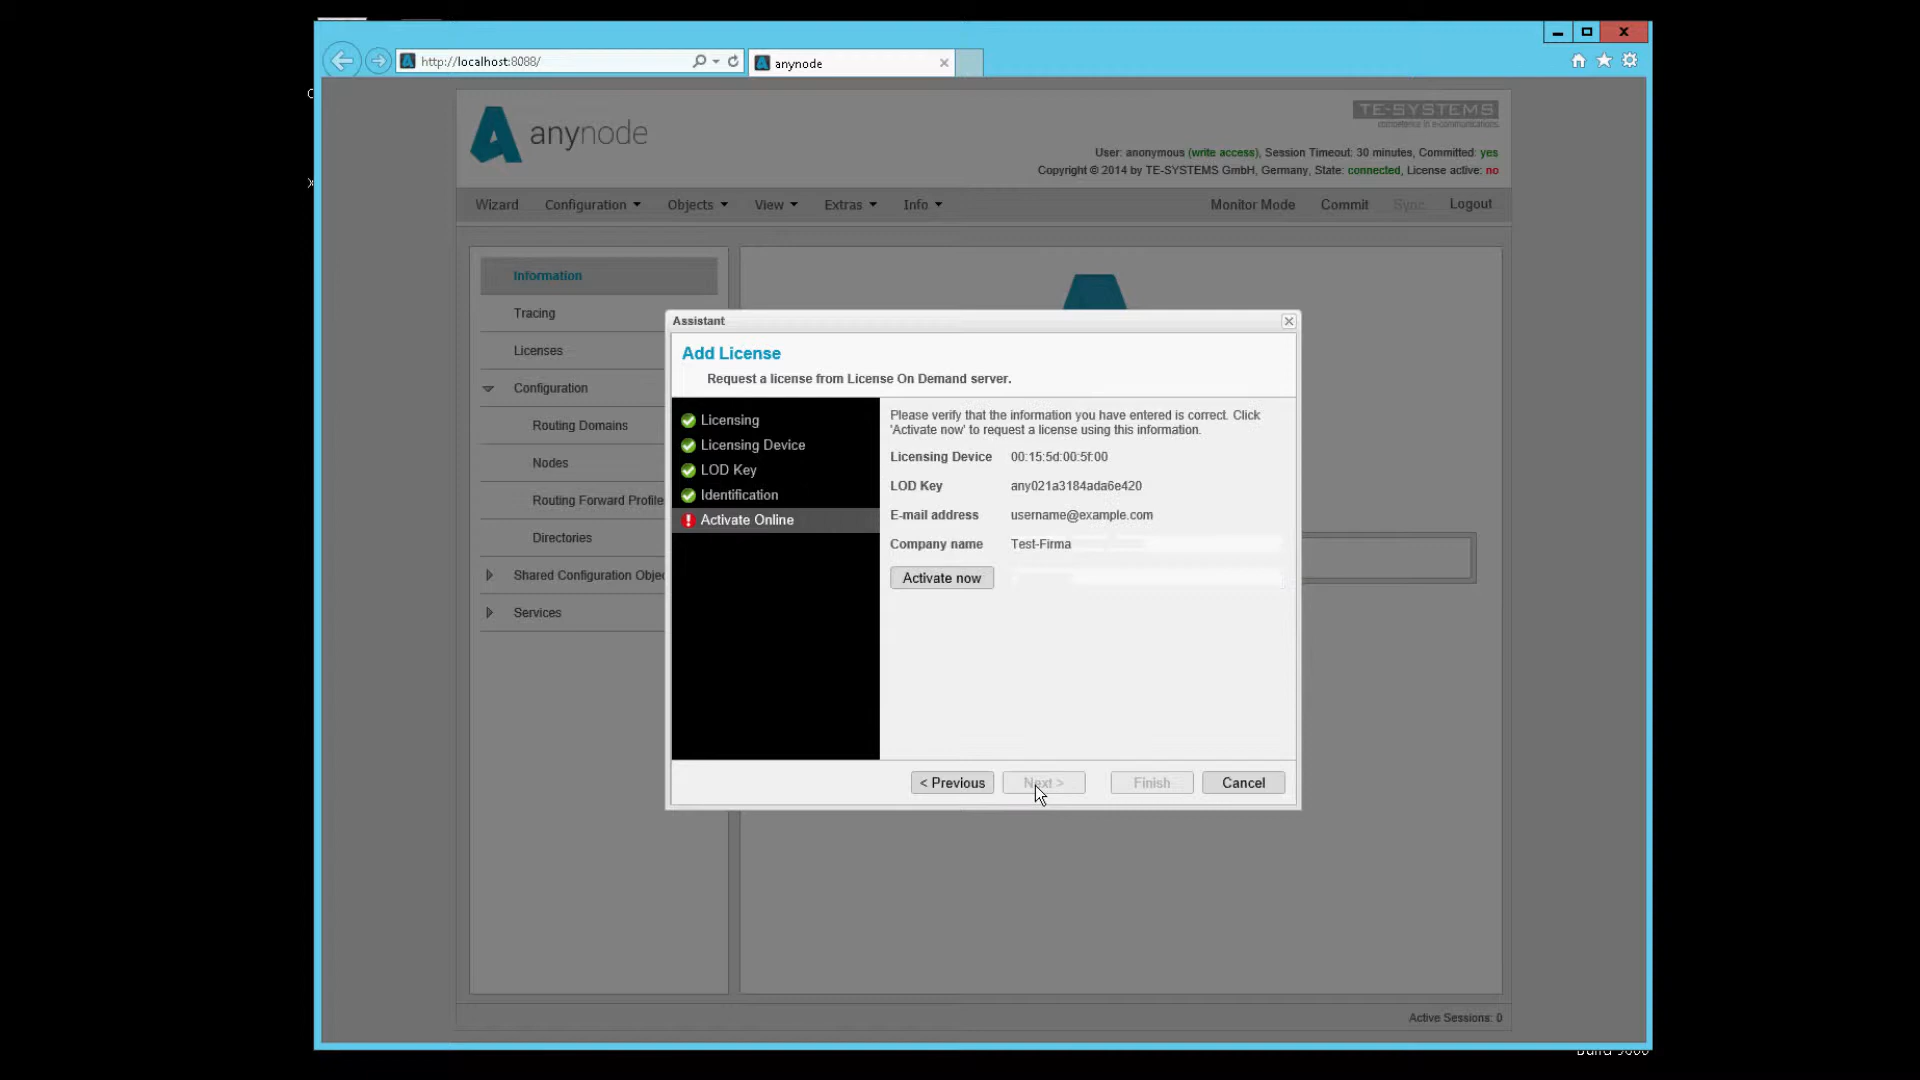 http://localhost:8088/
anynode
anynode
TE-SYSTEMS
competence in e-communications.
User: anonymous (write access), Session Timeout: 30 minutes, Committed: yes
Copyright © 2014 by TE-SYSTEMS GmbH, Germany, State: connected, License active: no
Wizard Configuration Objects View Extras Info Monitor Mode Commit Sync Logout
Information
Tracing
Licenses
Configuration
Routing Domains
Nodes
Routing Forward Profile
Directories
Shared Configuration Obje
Services
Assistant
Add License
Request a license from License On Demand server.
Licensing
Licensing Device
LOD Key
Identification
Activate Online
Please verify that the information you have entered is correct. Click
'Activate now' to request a license using this information.
Licensing Device 00:15:5d:00:5f:00
LOD Key any021a3184ada6e420
E-mail address username@example.com
Company name Test-Firma
Activate now
< Previous Next > Finish Cancel
Active Sessions: 0